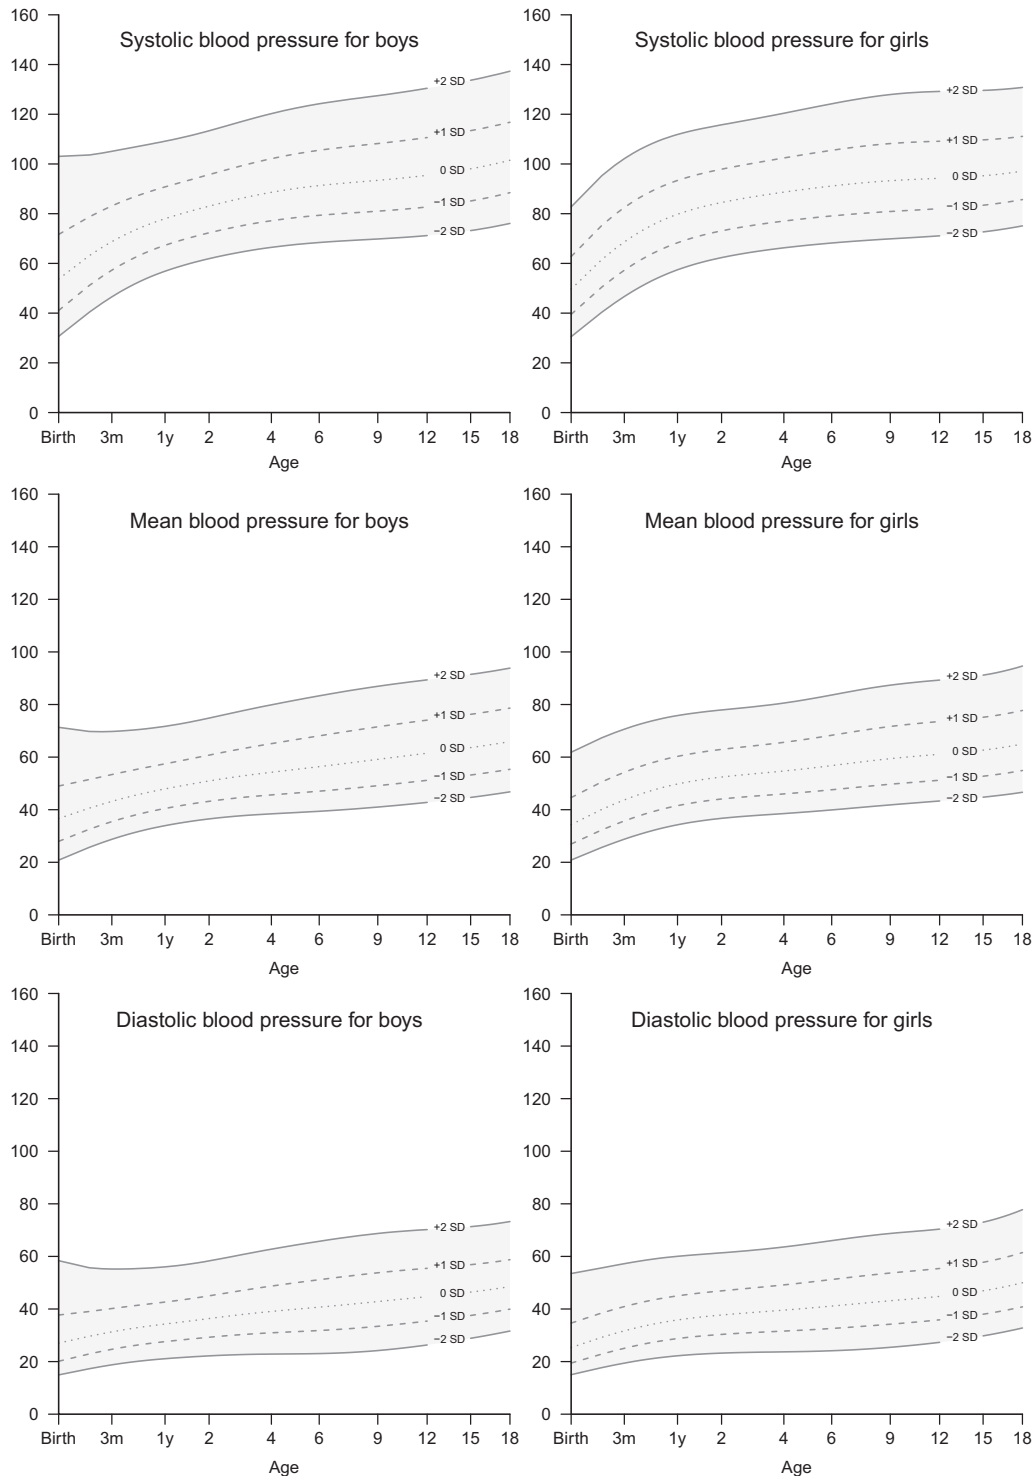 Systolic blood pressure for boys
160
140
120
100
80
60
40
20
0
+2 SD
+1 SD
0 SD
−1 SD
−2 SD
Birth 3m 1y 2 4 6 9 12 15 18
Age
Systolic blood pressure for girls
160
140
120
100
80
60
40
20
0
+2 SD
+1 SD
0 SD
−1 SD
−2 SD
Birth 3m 1y 2 4 6 9 12 15 18
Age
Mean blood pressure for boys
160
140
120
100
80
60
40
20
0
+2 SD
+1 SD
0 SD
−1 SD
−2 SD
Birth 3m 1y 2 4 6 9 12 15 18
Age
Mean blood pressure for girls
160
140
120
100
80
60
40
20
0
+2 SD
+1 SD
0 SD
−1 SD
−2 SD
Birth 3m 1y 2 4 6 9 12 15 18
Age
Diastolic blood pressure for boys
160
140
120
100
80
60
40
20
0
+2 SD
+1 SD
0 SD
−1 SD
−2 SD
Birth 3m 1y 2 4 6 9 12 15 18
Age
Diastolic blood pressure for girls
160
140
120
100
80
60
40
20
0
+2 SD
+1 SD
0 SD
−1 SD
−2 SD
Birth 3m 1y 2 4 6 9 12 15 18
Age